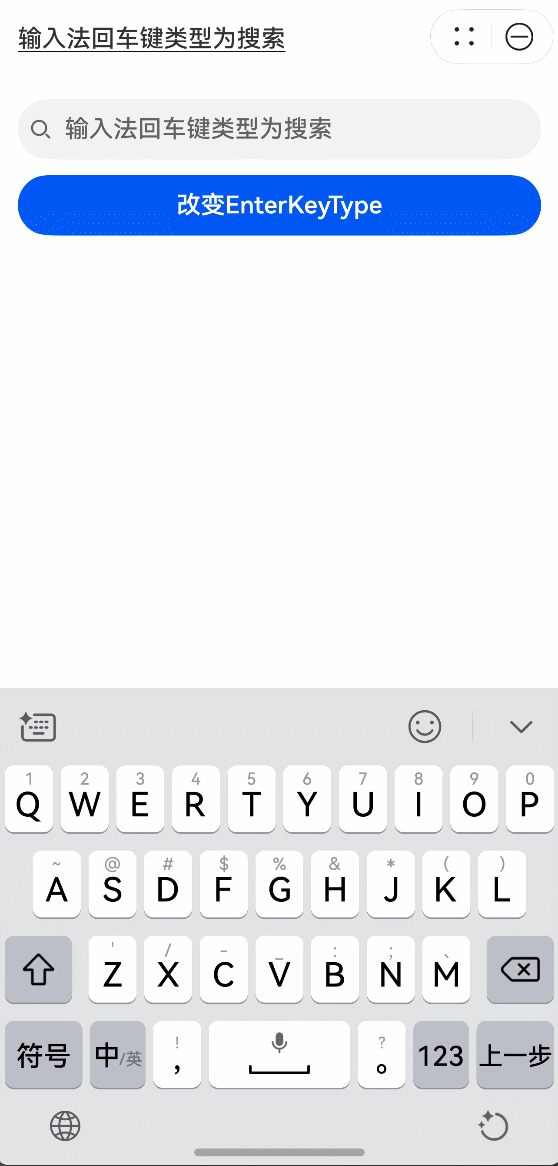 输入法回车键类型为搜索
输入法回车键类型为搜索
改变EnterKeyType
1 2 3 4 5 6 7 8 9 0
Q W E R T Y U I O P
~ @ # $ % & * ( )
A S D F G H J K L
' / - _ : ; 、
Z X C V B N M
! ?
符号 中/英 , 。 123 上一步